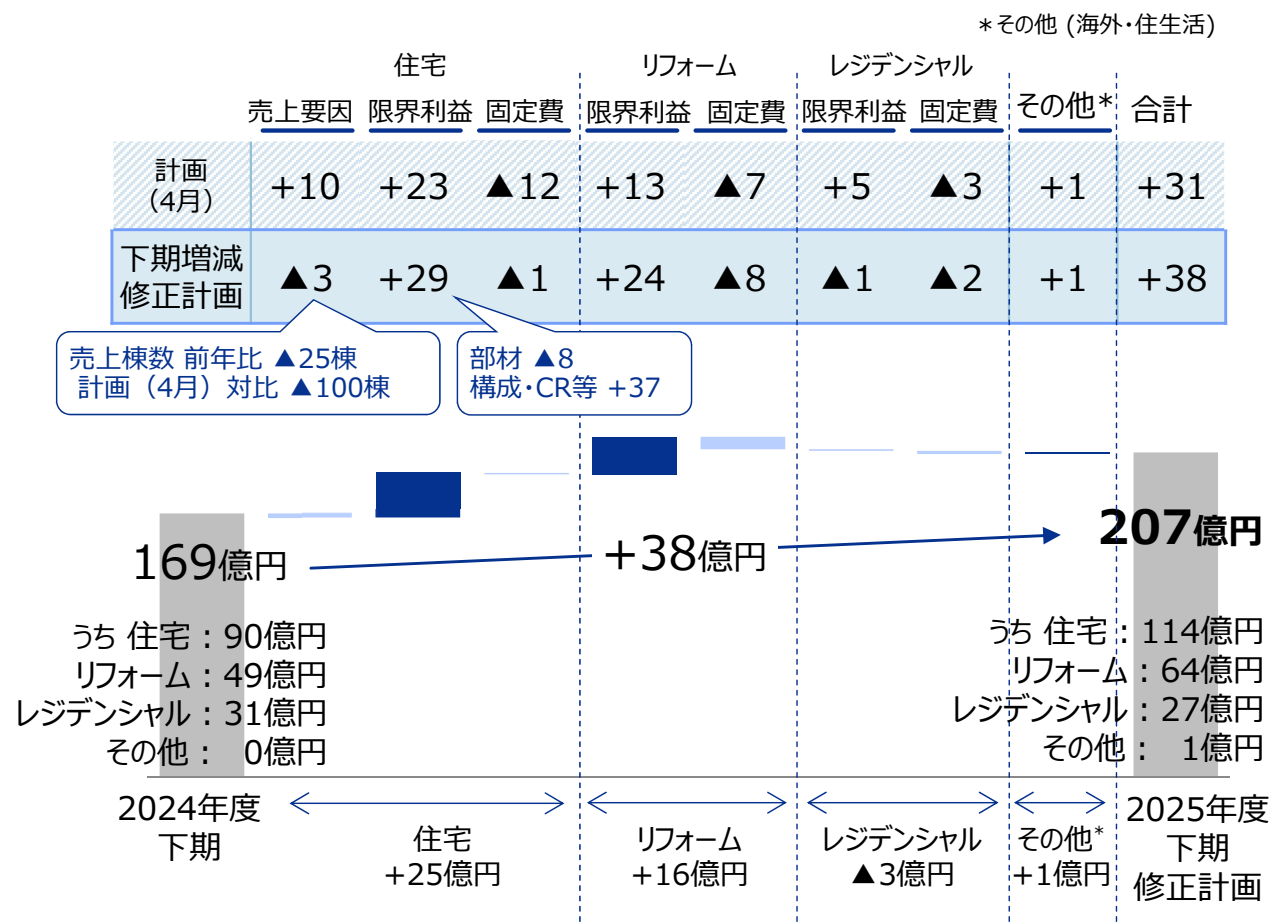 *その他 (海外・住生活)
住宅 リフォーム レジデンシャル
売上要因 限界利益 固定費 限界利益 固定費 限界利益 固定費 その他* 合計
計画
(4月)
+10 +23 ▲12 +13 ▲7 +5 ▲3 +1 +31
下期増減
修正計画
▲3 +29 ▲1 +24 ▲8 ▲1 ▲2 +1 +38
売上棟数 前年比 ▲25棟
計画（4月）対比 ▲100棟
部材 ▲8
構成・CR等 +37
169億円
+38億円
207億円
うち 住宅：90億円
リフォーム：49億円
レジデンシャル：31億円
その他： 0億円
うち 住宅：114億円
リフォーム：64億円
レジデンシャル：27億円
その他： 1億円
2024年度
下期
住宅
+25億円
リフォーム
+16億円
レジデンシャル
▲3億円
その他*
+1億円
2025年度
下期
修正計画